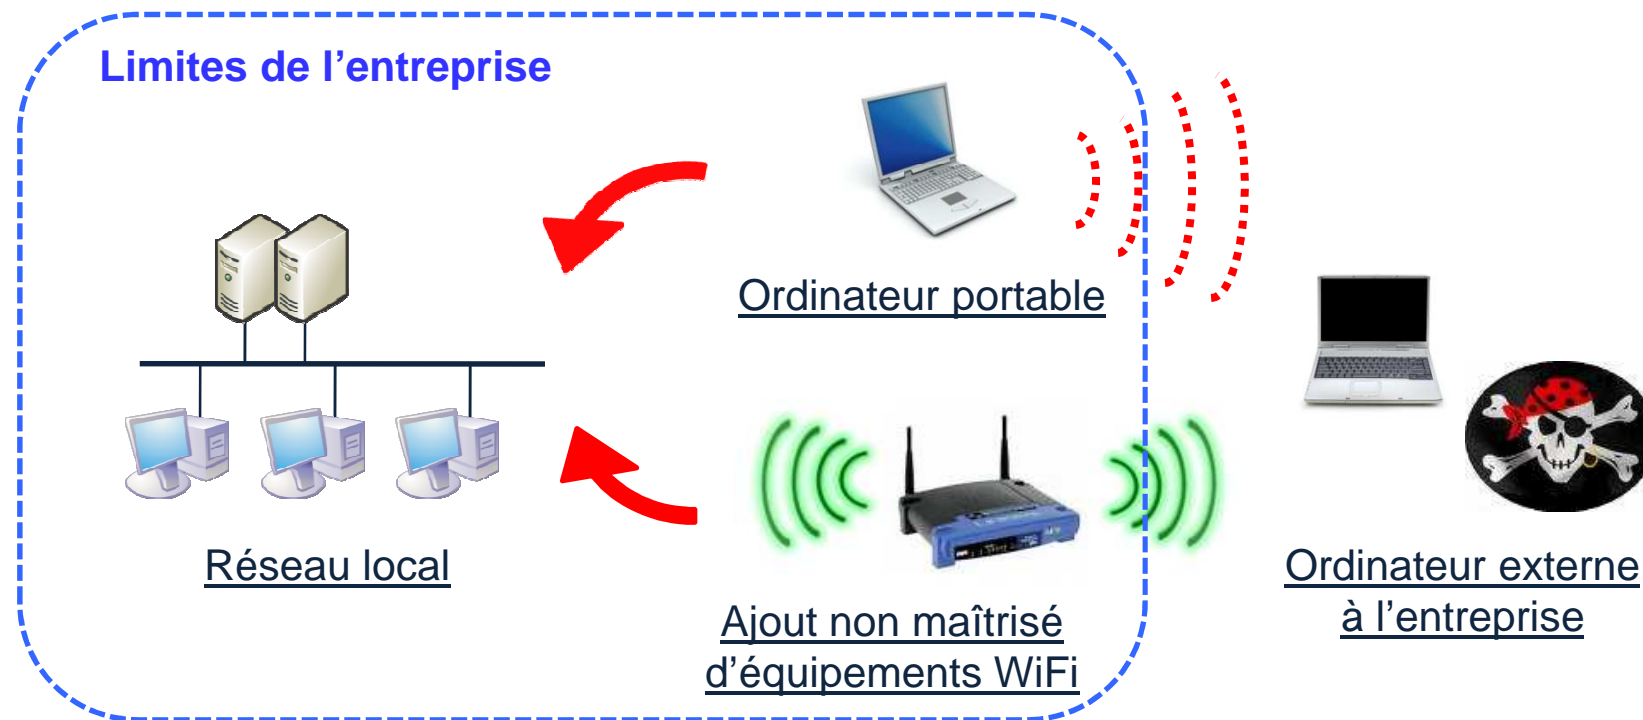 Limites de l’entreprise
Ordinateur portable
Réseau local
Ajout non maîtrisé
d’équipements WiFi
Ordinateur externe
à l’entreprise